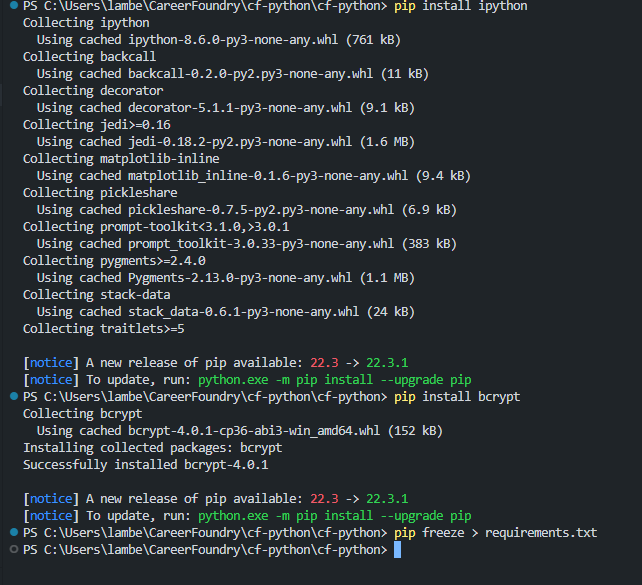 PS C:\Users\lambe\CareerFoundry\cf-python\cf-python> pip install ipython
Collecting ipython
  Using cached ipython-8.6.0-py3-none-any.whl (761 kB)
Collecting backcall
  Using cached backcall-0.2.0-py2.py3-none-any.whl (11 kB)
Collecting decorator
  Using cached decorator-5.1.1-py3-none-any.whl (9.1 kB)
Collecting jedi>=0.16
  Using cached jedi-0.18.2-py2.py3-none-any.whl (1.6 MB)
Collecting matplotlib-inline
  Using cached matplotlib_inline-0.1.6-py3-none-any.whl (9.4 kB)
Collecting pickleshare
  Using cached pickleshare-0.7.5-py2.py3-none-any.whl (6.9 kB)
Collecting prompt-toolkit<3.1.0,>3.0.1
  Using cached prompt_toolkit-3.0.33-py3-none-any.whl (383 kB)
Collecting pygments>=2.4.0
  Using cached Pygments-2.13.0-py3-none-any.whl (1.1 MB)
Collecting stack-data
  Using cached stack_data-0.6.1-py3-none-any.whl (24 kB)
Collecting traitlets>=5
[notice] A new release of pip available: 22.3 -> 22.3.1
[notice] To update, run: python.exe -m pip install --upgrade pip
PS C:\Users\lambe\CareerFoundry\cf-python\cf-python> pip install bcrypt
Collecting bcrypt
  Using cached bcrypt-4.0.1-cp36-abi3-win_amd64.whl (152 kB)
Installing collected packages: bcrypt
Successfully installed bcrypt-4.0.1
[notice] A new release of pip available: 22.3 -> 22.3.1
[notice] To update, run: python.exe -m pip install --upgrade pip
PS C:\Users\lambe\CareerFoundry\cf-python\cf-python> pip freeze > requirements.txt
PS C:\Users\lambe\CareerFoundry\cf-python\cf-python>